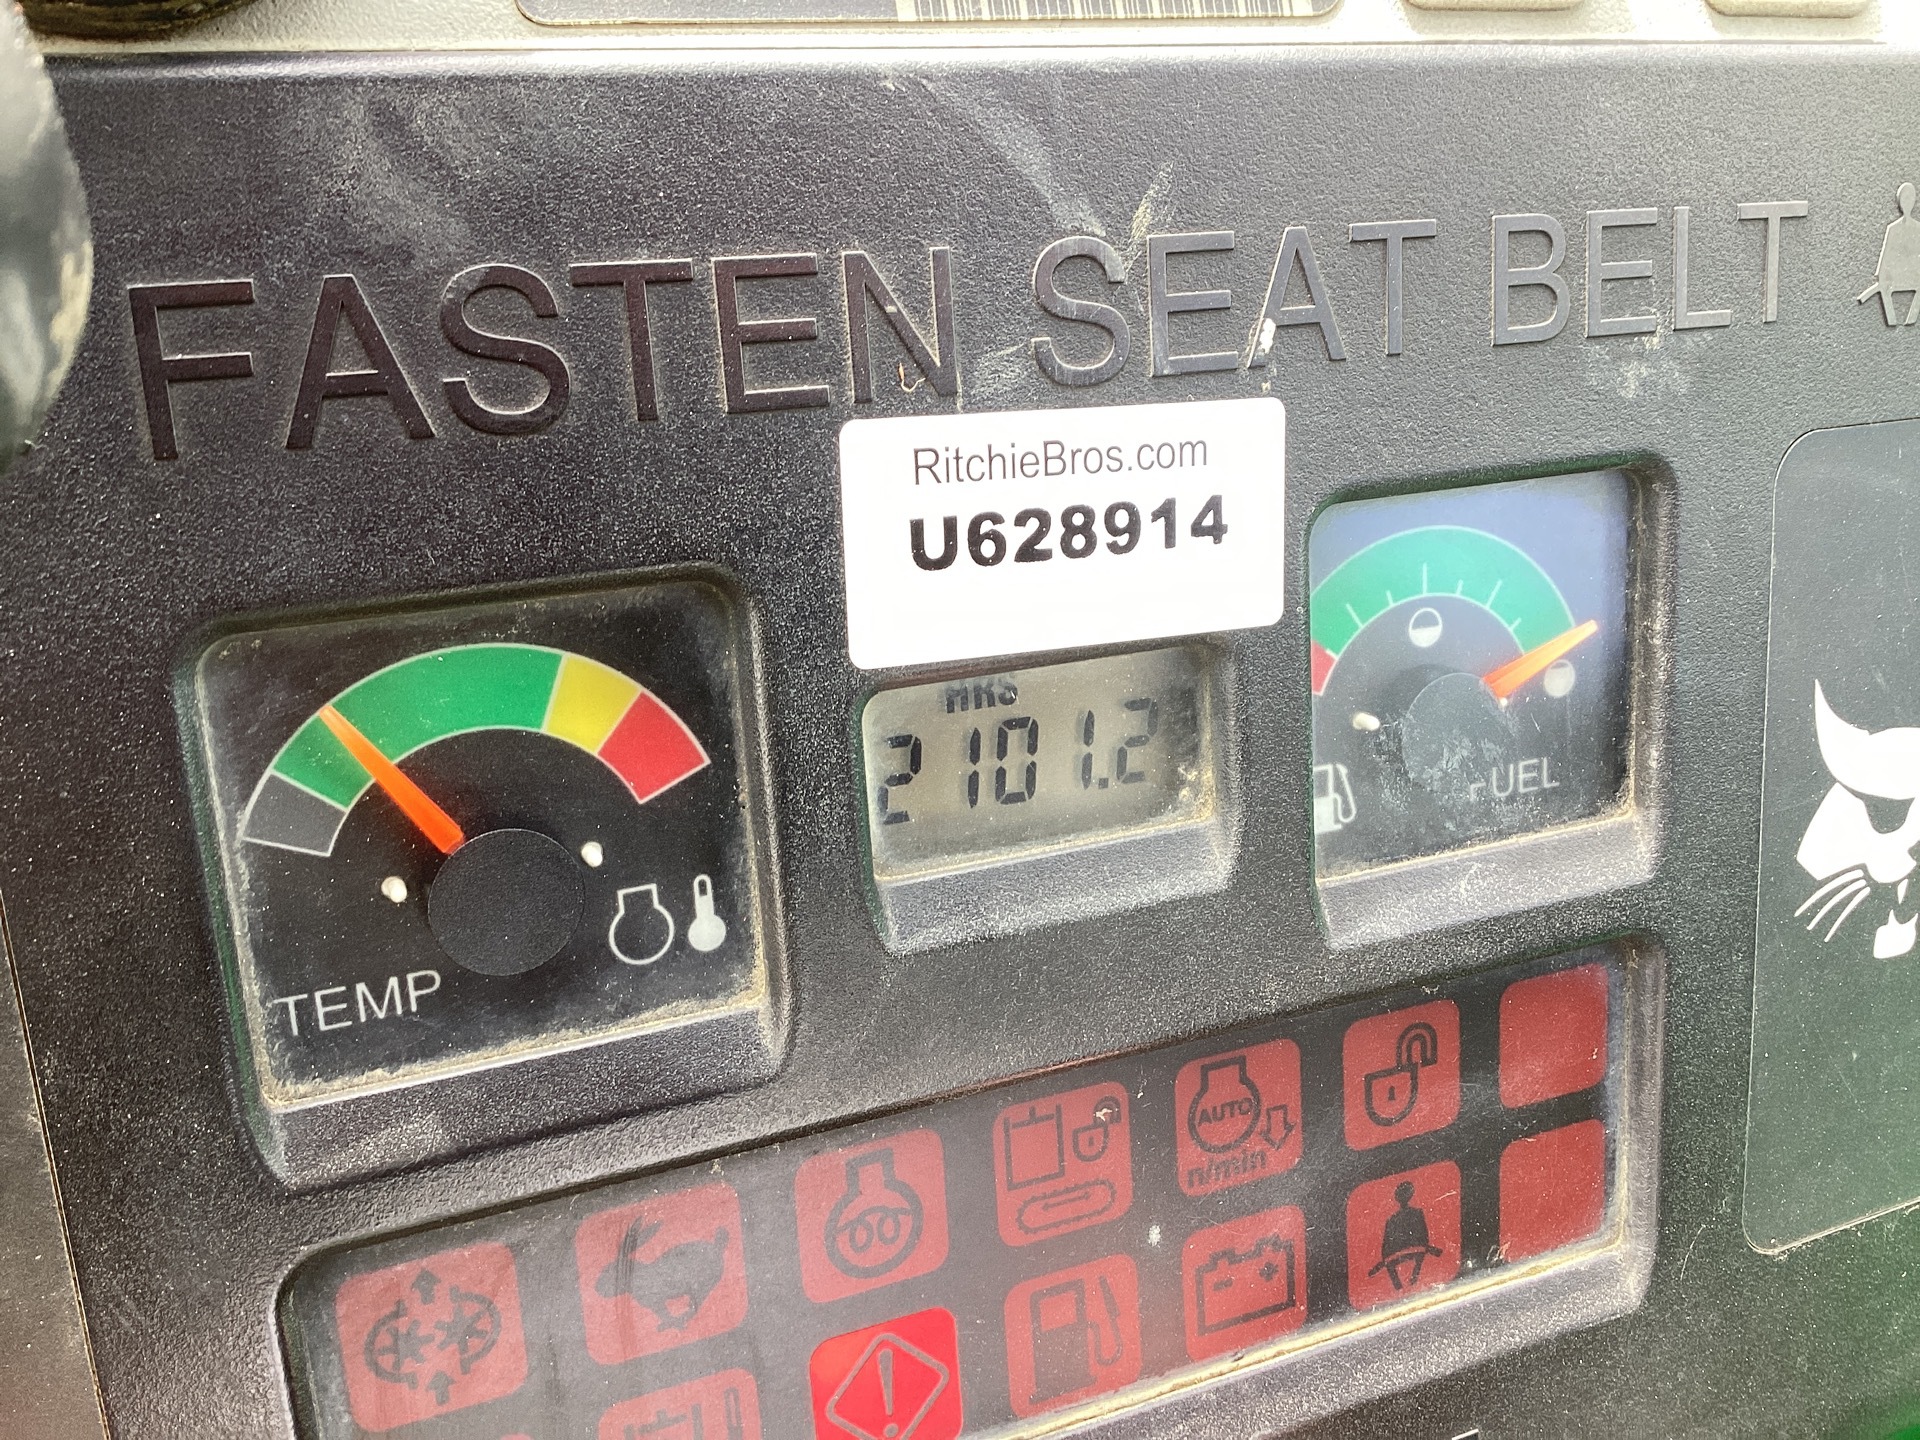 FASTEN SEAT BELT
RitchieBros.com
U628914
HRS
2101.2
TEMP
FUEL
AUTO
n/min